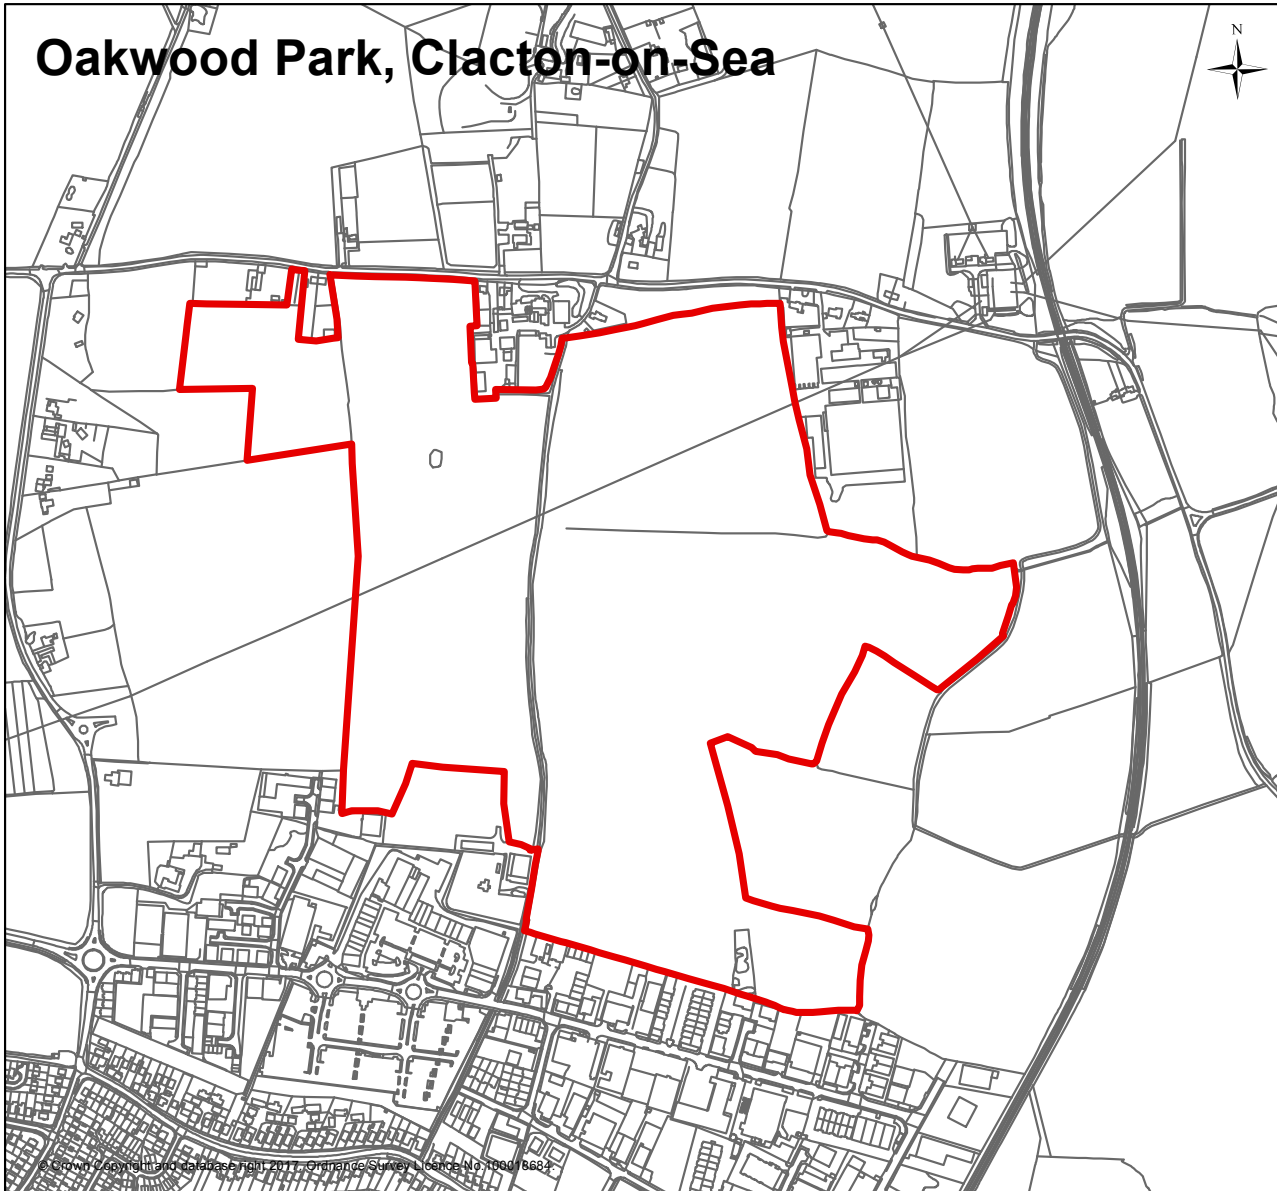 Oakwood Park, Clacton-on-Sea
N
© Crown Copyright and database right 2017. Ordnance Survey Licence No.100018684.